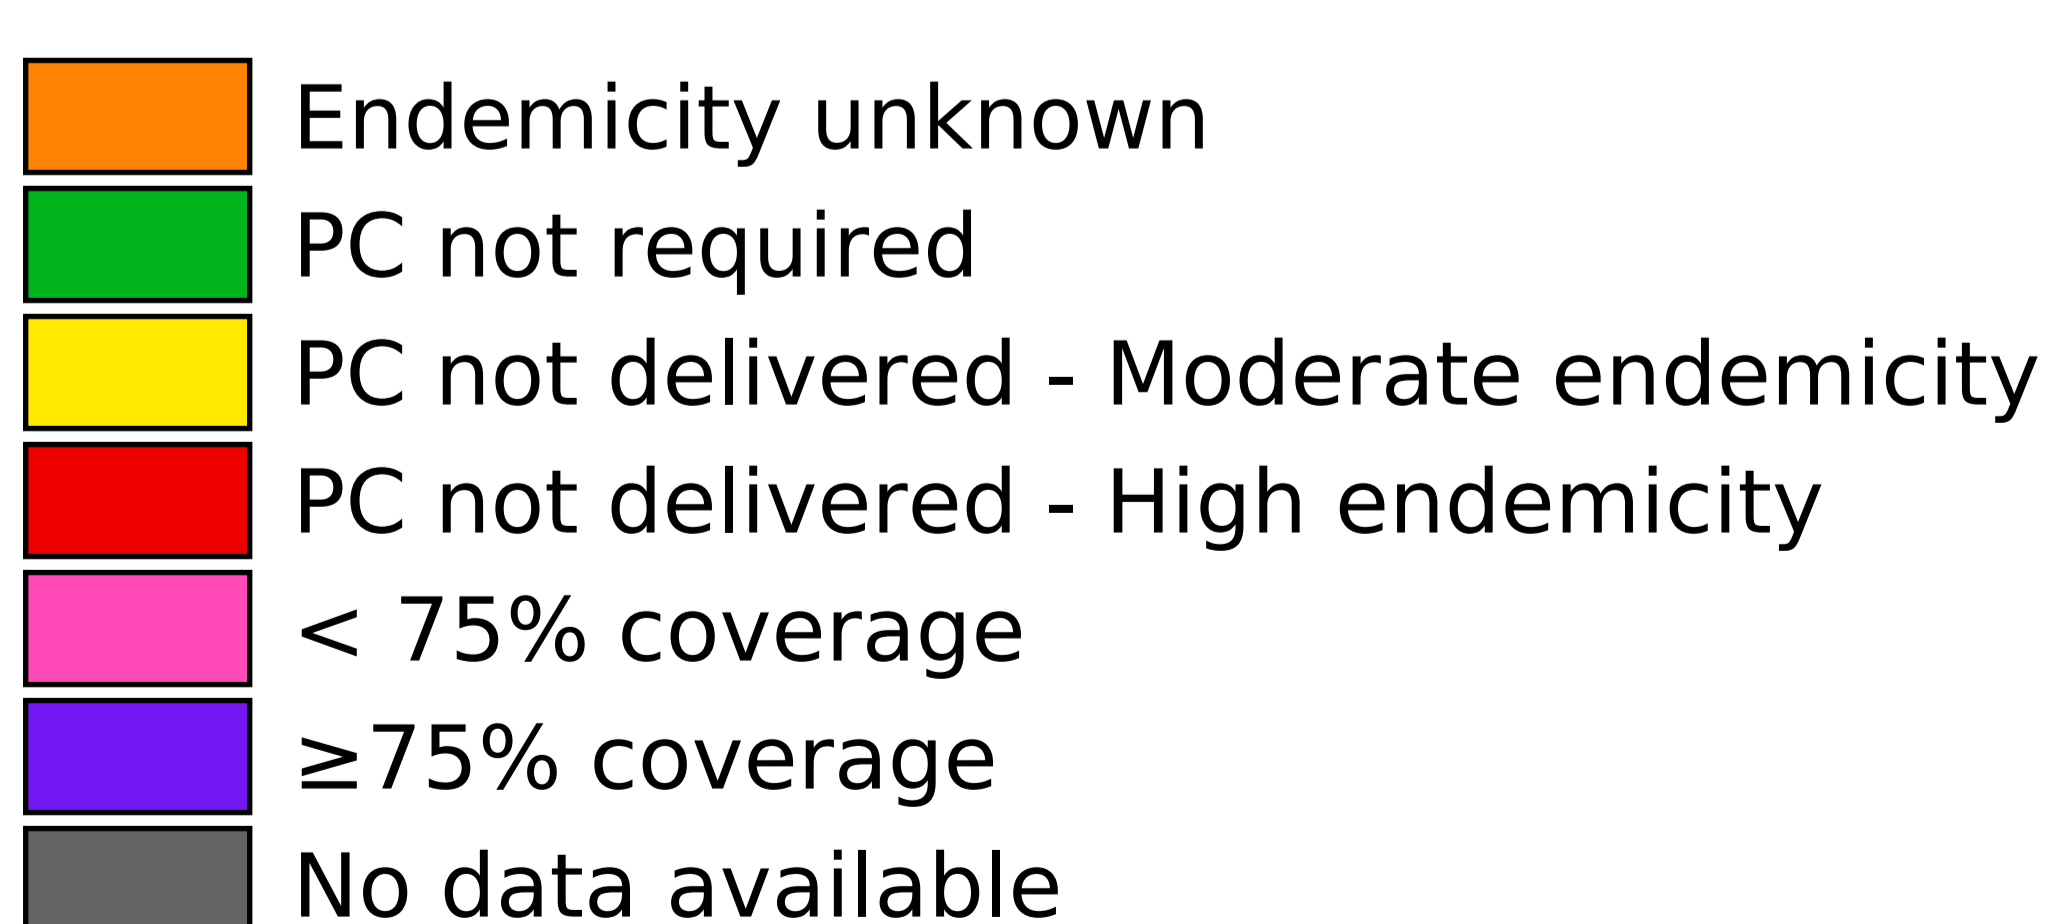 Endemicity unknown
PC not required
PC not delivered - Moderate endemicity
PC not delivered - High endemicity
< 75% coverage
≥75% coverage
No data available